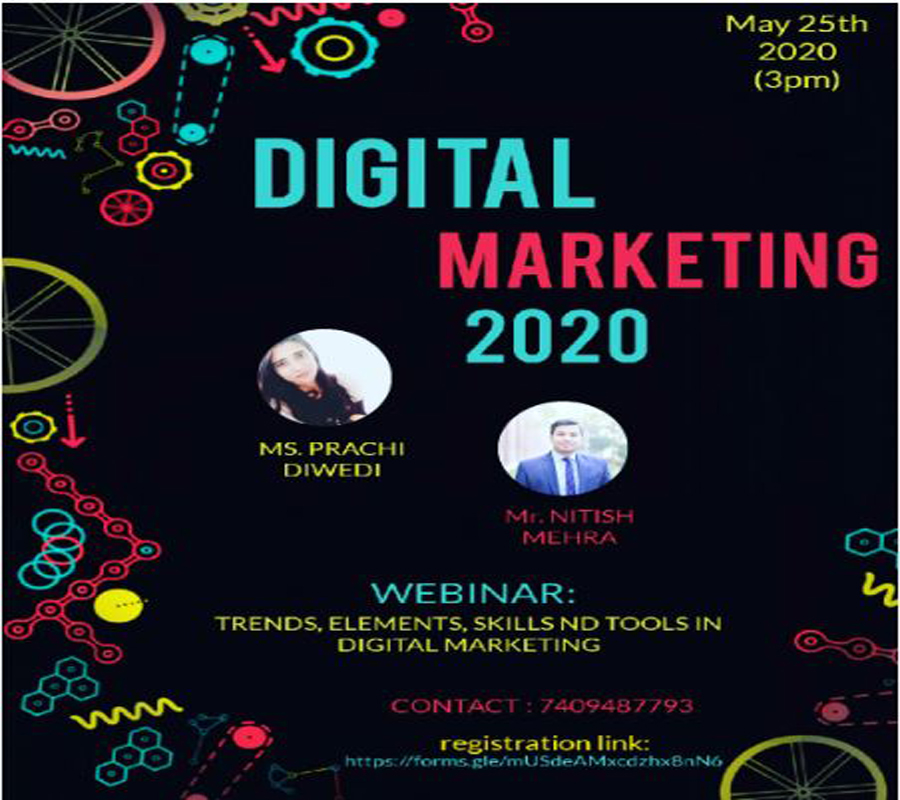 May 25th
2020
(3pm)
DIGITAL
MARKETING
2020
MS. PRACHI
DIWEDI
Mr. NITISH
MEHRA
WEBINAR:
TRENDS, ELEMENTS, SKILLS ND TOOLS IN
DIGITAL MARKETING
CONTACT : 7409487793
registration link:
https://forms.gle/mUSdeAMxcdzhx8nN6